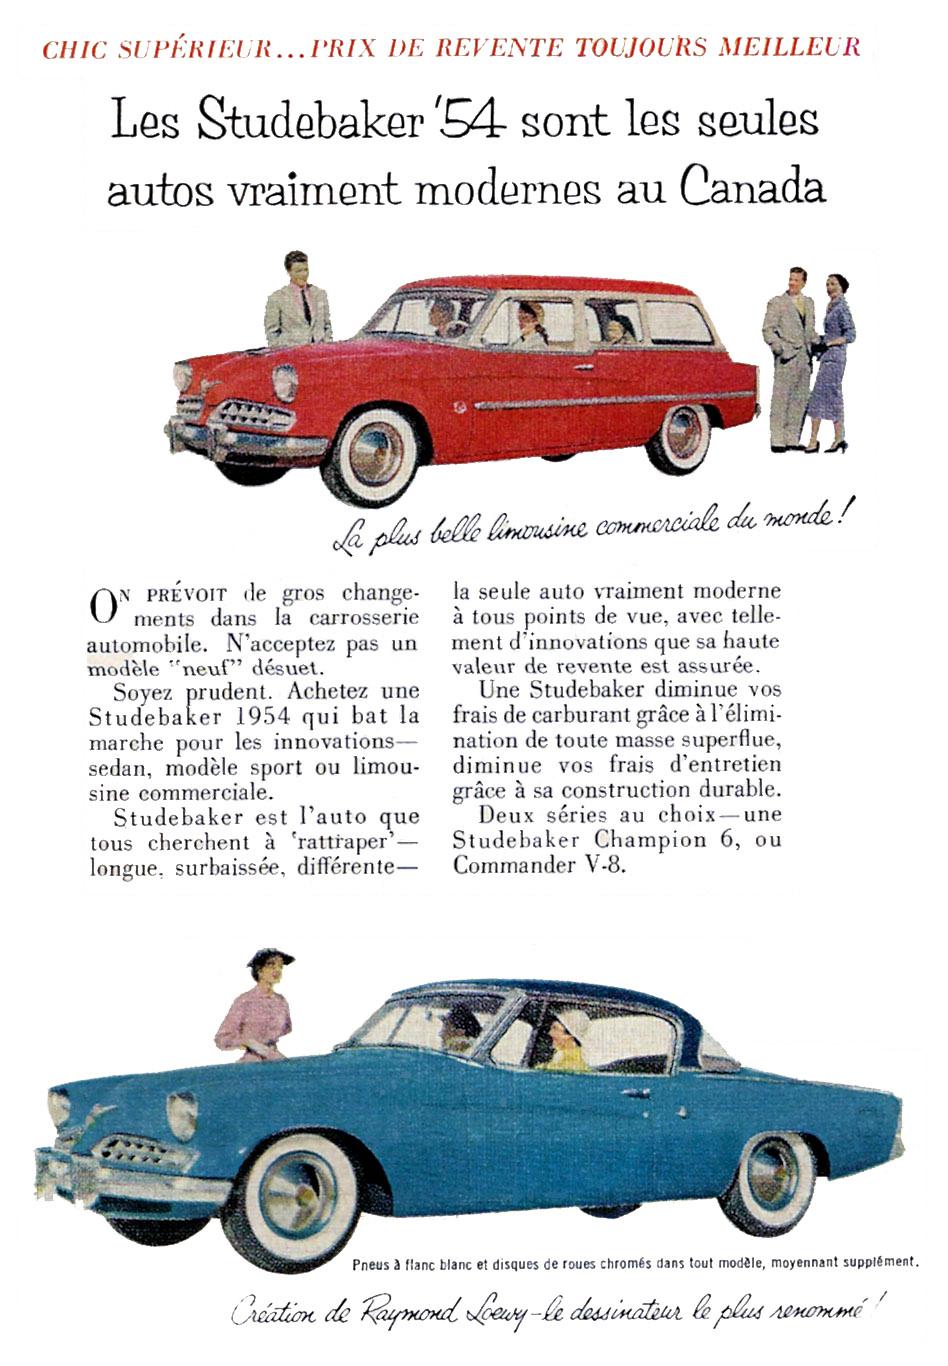 CHIC SUPÉRIEUR...PRIX DE REVENTE TOUJOURS MEILLEUR
Les Studebaker '54 sont les seules
autos vraiment modernes au Canada
La plus belle limousine commerciale du monde!
ON PRÉVOIT de gros change-
ments dans la carrosserie
automobile. N'acceptez pas un
modèle "neuf" désuet.
Soyez prudent. Achetez une
Studebaker 1954 qui bat la
marche pour les innovations—
sedan, modèle sport ou limou-
sine commerciale.
Studebaker est l'auto que
tous cherchent à 'rattraper'—
longue, surbaissée, différente—
la seule auto vraiment moderne
à tous points de vue, avec telle-
ment d'innovations que sa haute
valeur de revente est assurée.
Une Studebaker diminue vos
frais de carburant grâce à l'élimi-
nation de toute masse superflue,
diminue vos frais d'entretien
grâce à sa construction durable.
Deux séries au choix—une
Studebaker Champion 6, ou
Commander V-8.
Pneus à flanc blanc et disques de roues chromés dans tout modèle, moyennant supplément.
Création de Raymond Loewy—le dessinateur le plus renommé!